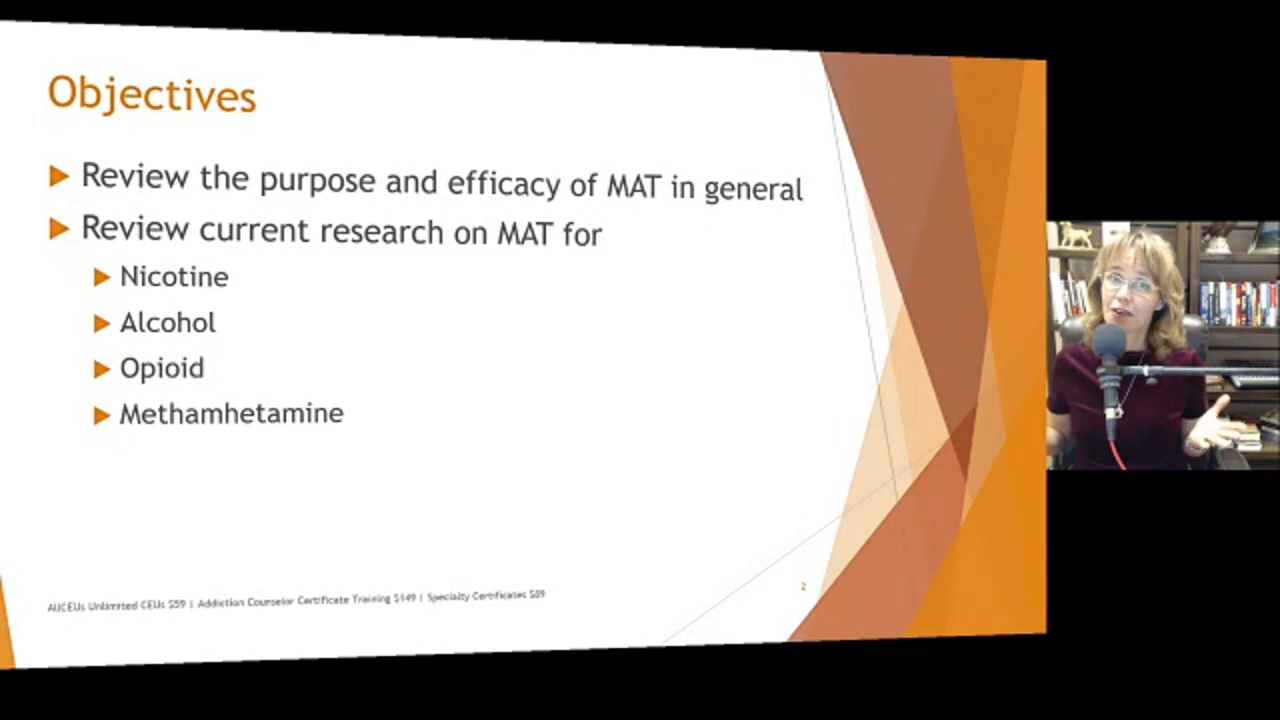 Objectives
Review the purpose and efficacy of MAT in general
Review current research on MAT for
Nicotine
Alcohol
Opioid
Methamhetamine
AllCEUs Unlimited CEUs $59 | Addiction Counselor Certificate Training $149 | Specialty Certificates $89
2